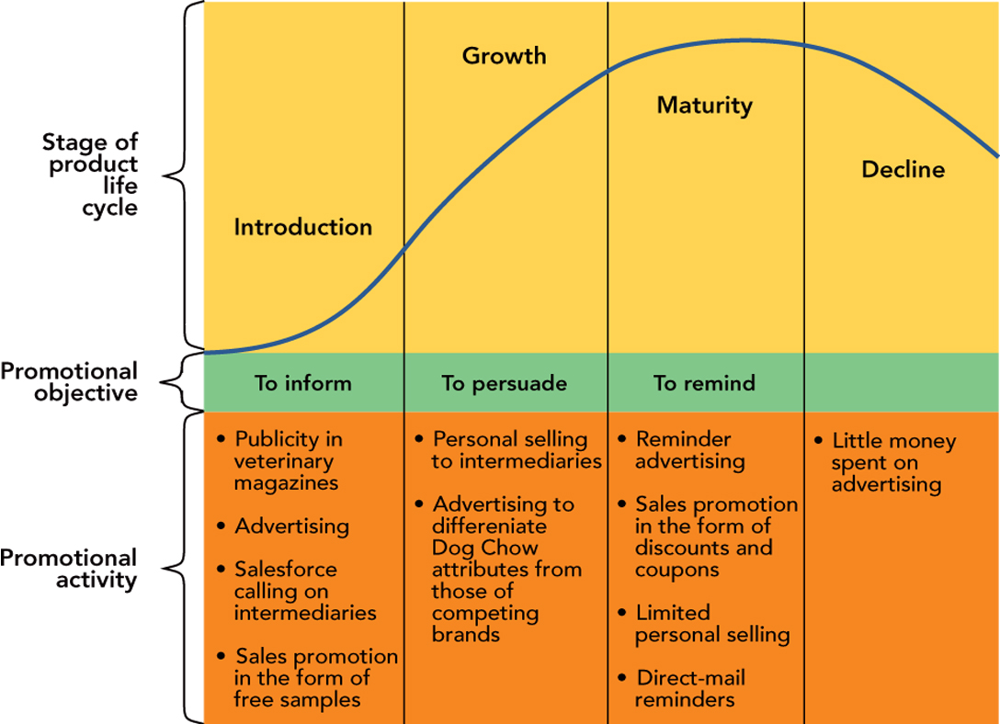 Stage of
product
life
cycle
Introduction
Growth
Maturity
Decline
Promotional
objective
To inform
To persuade
To remind
Promotional
activity
• Publicity in
veterinary
magazines
• Advertising
• Salesforce
calling on
intermediaries
• Sales promotion
in the form of
free samples
• Personal selling
to intermediaries
• Advertising to
differeniate
Dog Chow
attributes from
those of
competing
brands
• Reminder
advertising
• Sales promotion
in the form of
discounts and
coupons
• Limited
personal selling
• Direct-mail
reminders
• Little money
spent on
advertising